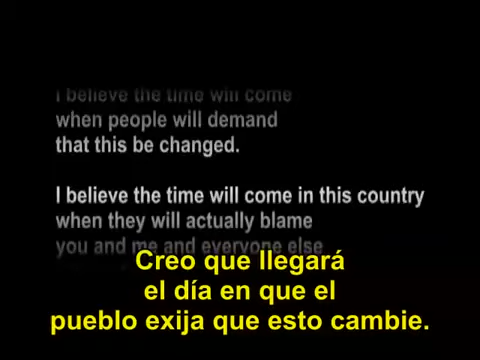 I believe the time will come
when people will demand
that this be changed.
I believe the time will come in this country
when they will actually blame
you and me and everyone else
Creo que llegará
el día en que el
pueblo exija que esto cambie.